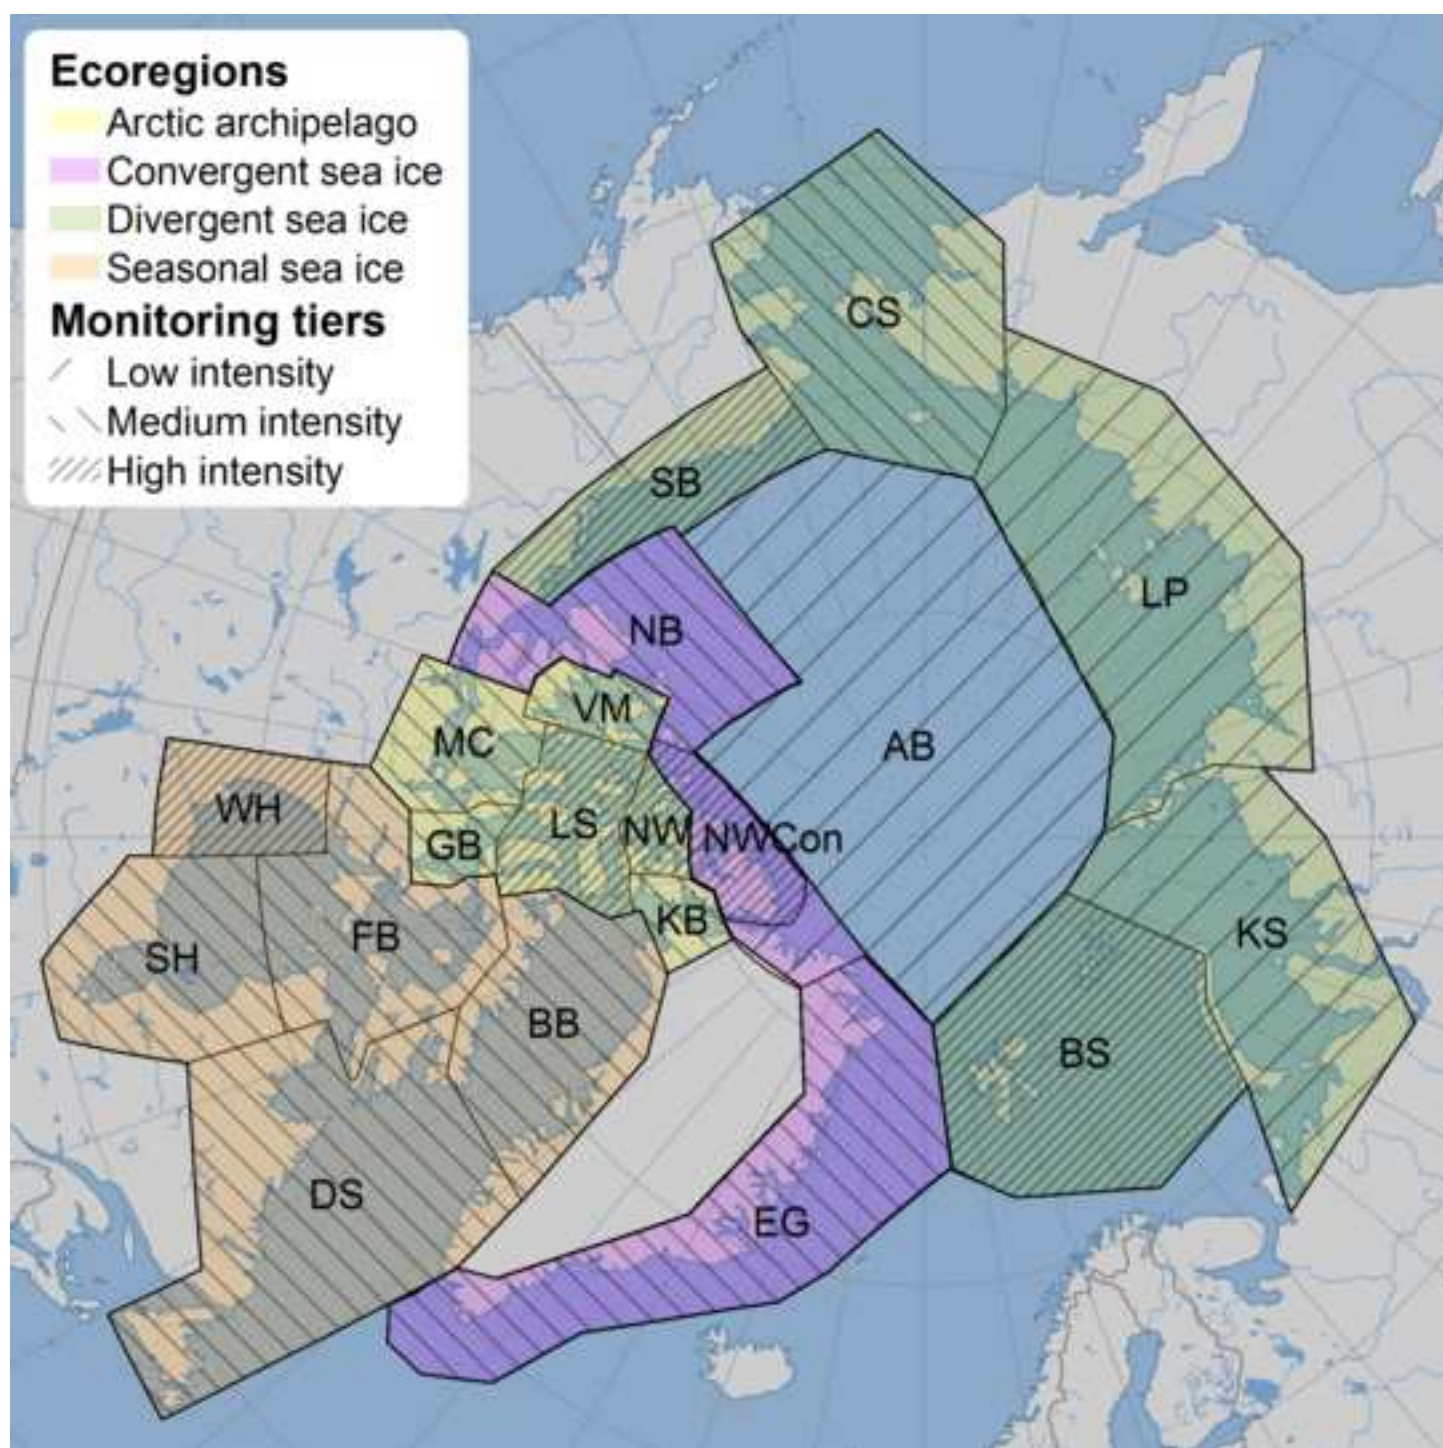 Ecoregions
Arctic archipelago
Convergent sea ice
Divergent sea ice
Seasonal sea ice
Monitoring tiers
Low intensity
Medium intensity
High intensity
CS
SB
LP
NB
VM
MC
AB
WH
GB
LS
NW
NWCon
KB
SH
FB
KS
BB
BS
DS
EG